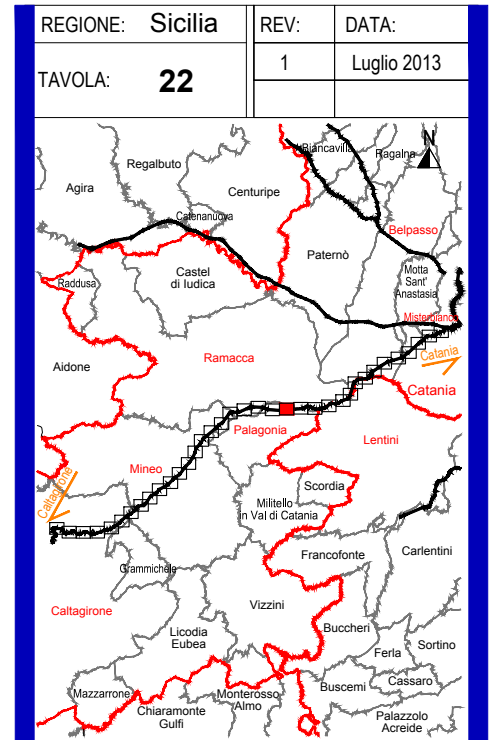 REGIONE: Sicilia
REV:
DATA:
TAVOLA: 22
1
Luglio 2013
N
Biancavilla
Ragalna
Regalbuto
Agira
Centuripe
Catenanuova
Belpasso
Paternò
Motta
Sant'
Anastasia
Castel
di Iudica
Raddusa
Misterbianco
Catania
Ramacca
Aidone
Catania
Palagonia
Lentini
Mineo
Caltagirone
Scordia
Militello
in Val di Catania
Francofonte
Carlentini
Grammichele
Caltagirone
Vizzini
Licodia
Eubea
Buccheri
Ferla
Sortino
Cassaro
Buscemi
Mazzarrone
Monterosso
Almo
Chiaramonte
Gulfi
Palazzolo
Acreide